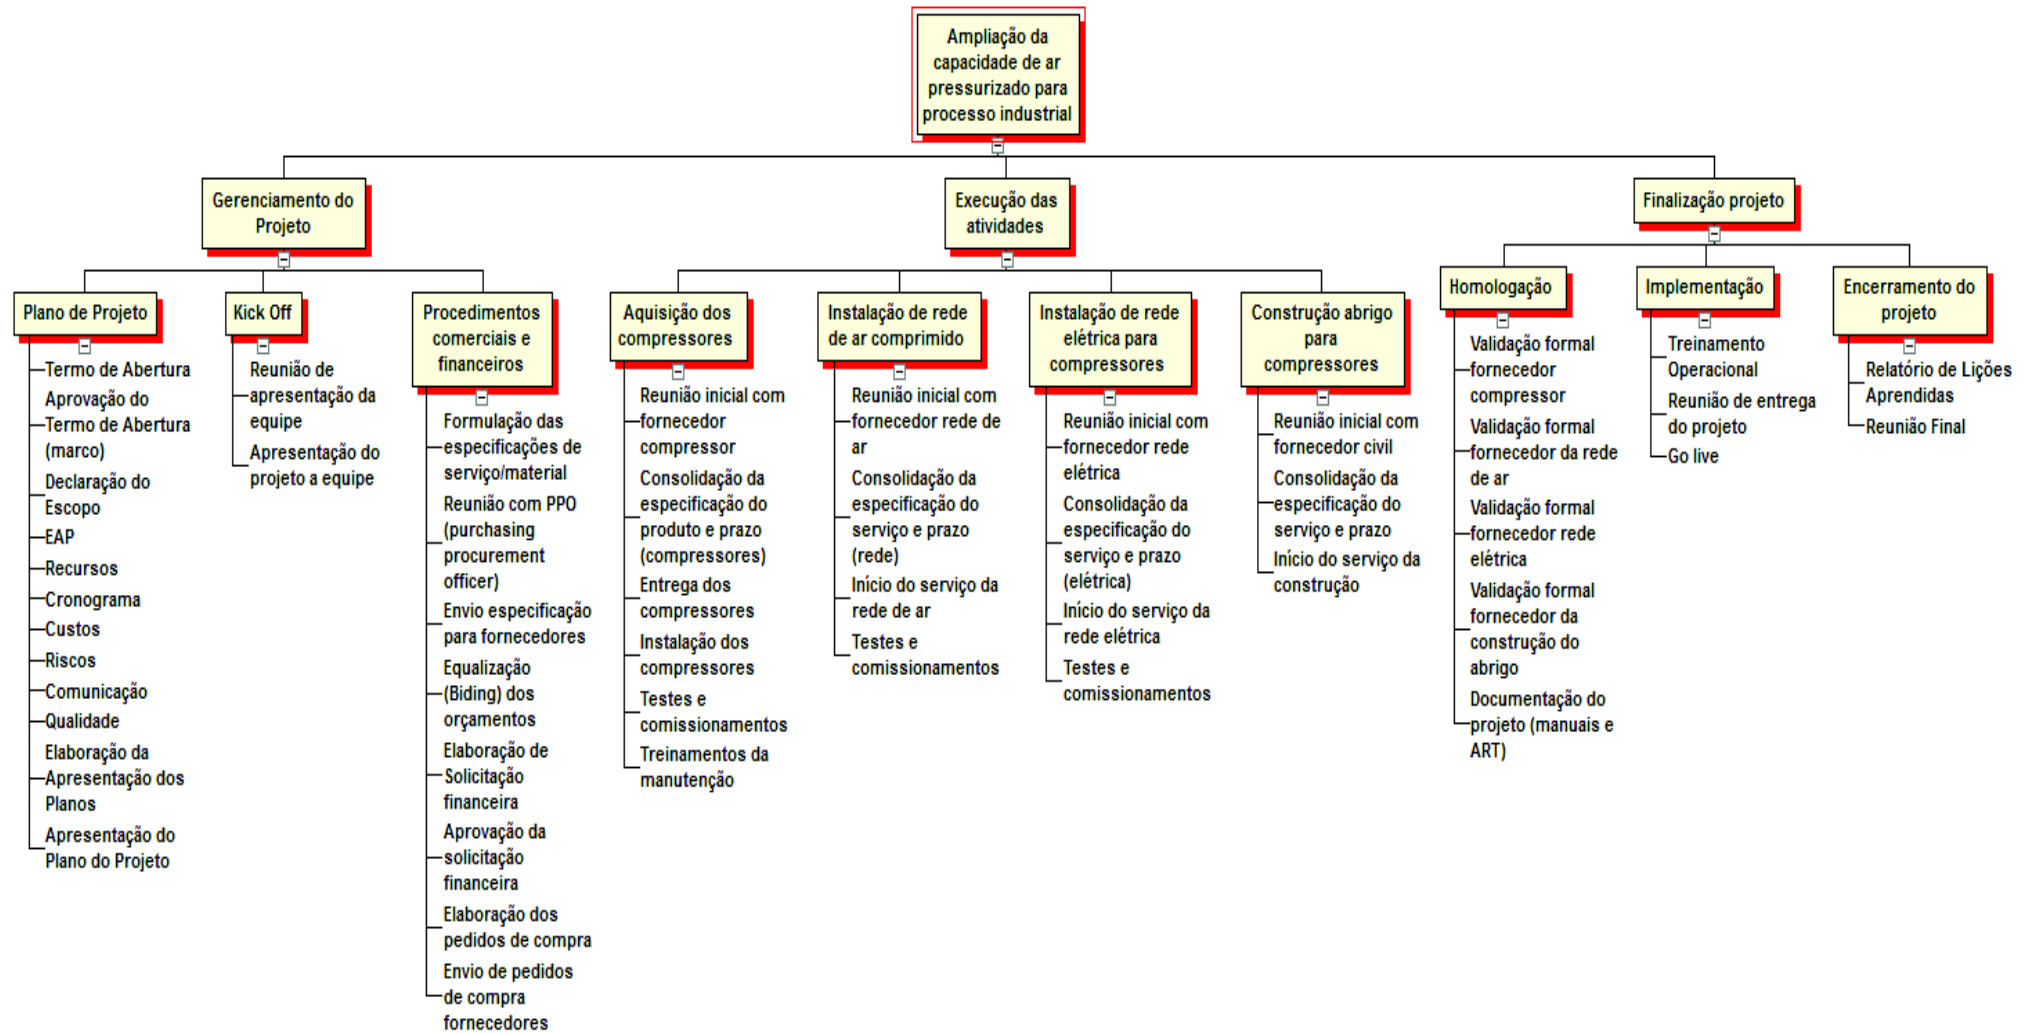 Ampliação da
capacidade de ar
pressurizado para
processo industrial
Gerenciamento do
Projeto
Execução das
atividades
Finalização projeto
Plano de Projeto
Termo de Abertura
Aprovação do
Termo de Abertura
(marco)
Declaração do
Escopo
EAP
Recursos
Cronograma
Custos
Riscos
Comunicação
Qualidade
Elaboração da
Apresentação dos
Planos
Apresentação do
Plano do Projeto
Kick Off
Reunião de
apresentação da
equipe
Apresentação do
projeto a equipe
Procedimentos
comerciais e
financeiros
Formulação das
especificações de
serviço/material
Reunião com PPO
(purchasing
procurement
officer)
Envio especificação
para fornecedores
Equalização
(Biding) dos
orçamentos
Elaboração de
Solicitação
financeira
Aprovação da
solicitação
financeira
Elaboração dos
pedidos de compra
Envio de pedidos
de compra
fornecedores
Aquisição dos
compressores
Reunião inicial com
fornecedor
compressor
Consolidação da
especificação do
produto e prazo
(compressores)
Entrega dos
compressores
Instalação dos
compressores
Testes e
comissionamentos
Treinamentos da
manutenção
Instalação de rede
de ar comprimido
Reunião inicial com
fornecedor rede de
ar
Consolidação da
especificação do
serviço e prazo
(rede)
Início do serviço da
rede de ar
Testes e
comissionamentos
Instalação de rede
elétrica para
compressores
Reunião inicial com
fornecedor rede
elétrica
Consolidação da
especificação do
serviço e prazo
(elétrica)
Início do serviço da
rede elétrica
Testes e
comissionamentos
Construção abrigo
para
compressores
Reunião inicial com
fornecedor civil
Consolidação da
especificação do
serviço e prazo
Início do serviço da
construção
Homologação
Validação formal
fornecedor
compressor
Validação formal
fornecedor da rede
de ar
Validação formal
fornecedor rede
elétrica
Validação formal
fornecedor da
construção do
abrigo
Documentação do
projeto (manuais e
ART)
Implementação
Treinamento
Operacional
Reunião de entrega
do projeto
Go live
Encerramento do
projeto
Relatório de Lições
Aprendidas
Reunião Final